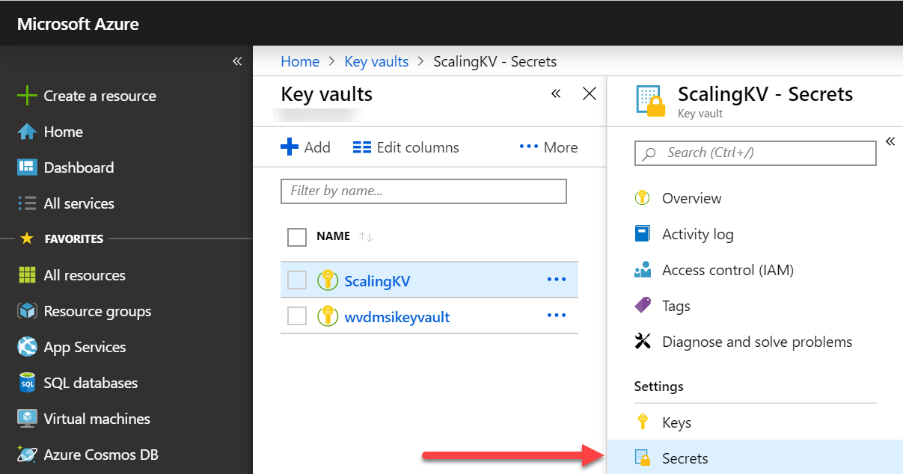 Microsoft Azure
«
Create a resource
Home
Dashboard
All services
FAVORITES
All resources
Resource groups
App Services
SQL databases
Virtual machines
Azure Cosmos DB
Home > Key vaults > ScalingKV - Secrets
Key vaults
«
Add
Edit columns
More
Filter by name...
NAME
ScalingKV
wvdmsikeyvault
ScalingKV - Secrets
Key vault
Search (Ctrl+/)
«
Overview
Activity log
Access control (IAM)
Tags
Diagnose and solve problems
Settings
Keys
Secrets